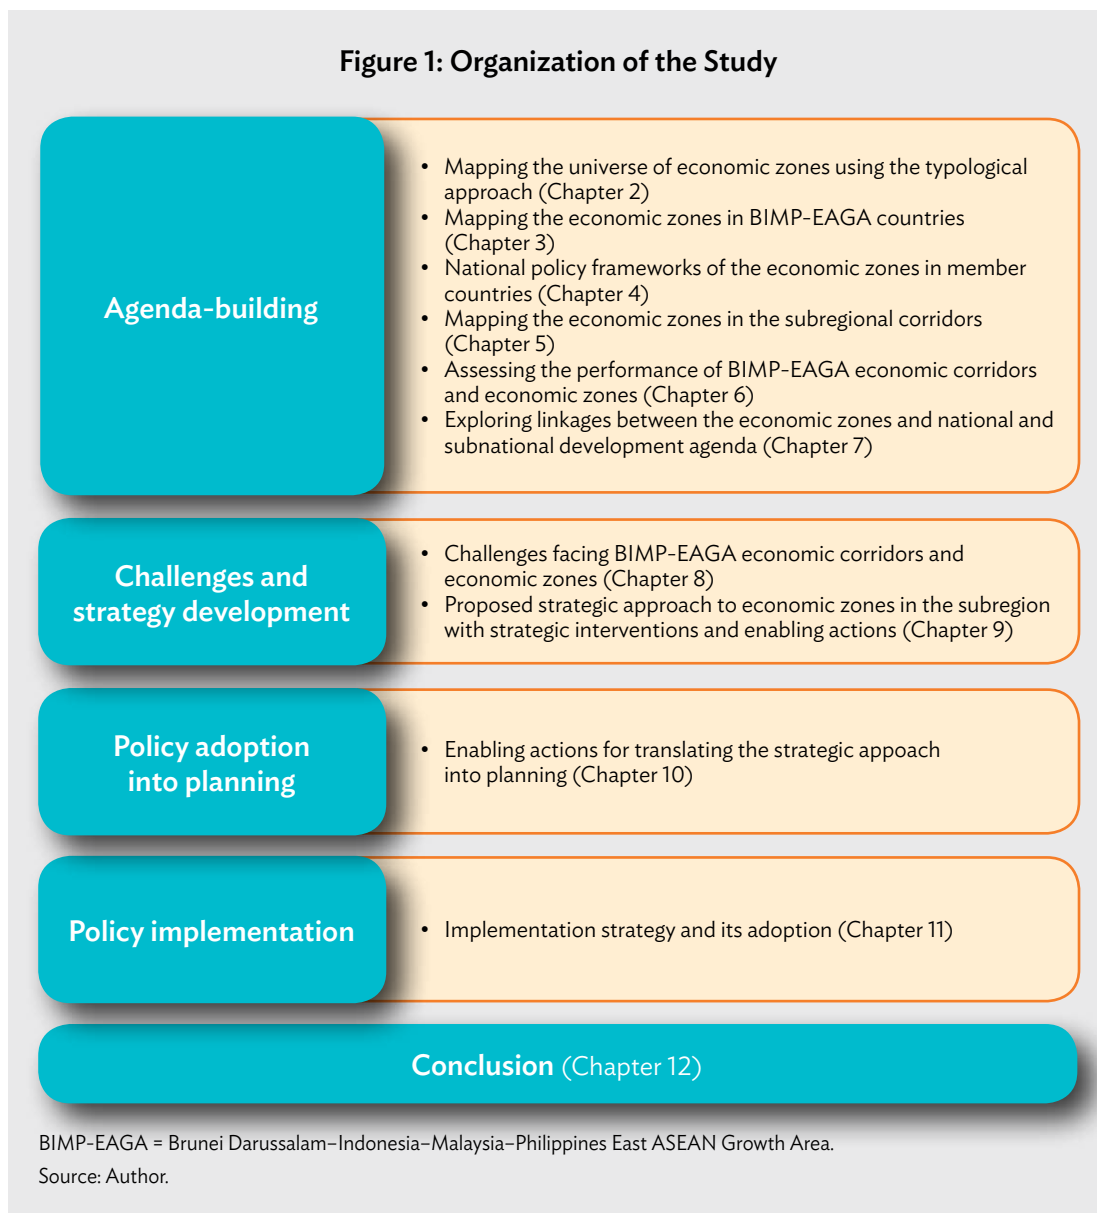 Figure 1: Organization of the Study
Agenda-building
• Mapping the universe of economic zones using the typological
approach (Chapter 2)
• Mapping the economic zones in BIMP-EAGA countries
(Chapter 3)
• National policy frameworks of the economic zones in member
countries (Chapter 4)
• Mapping the economic zones in the subregional corridors
(Chapter 5)
• Assessing the performance of BIMP-EAGA economic corridors
and economic zones (Chapter 6)
• Exploring linkages between the economic zones and national and
subnational development agenda (Chapter 7)
Challenges and
strategy development
• Challenges facing BIMP-EAGA economic corridors and
economic zones (Chapter 8)
• Proposed strategic approach to economic zones in the subregion
with strategic interventions and enabling actions (Chapter 9)
Policy adoption
into planning
• Enabling actions for translating the strategic appoach
into planning (Chapter 10)
Policy implementation
• Implementation strategy and its adoption (Chapter 11)
Conclusion (Chapter 12)
BIMP-EAGA = Brunei Darussalam–Indonesia–Malaysia–Philippines East ASEAN Growth Area.
Source: Author.